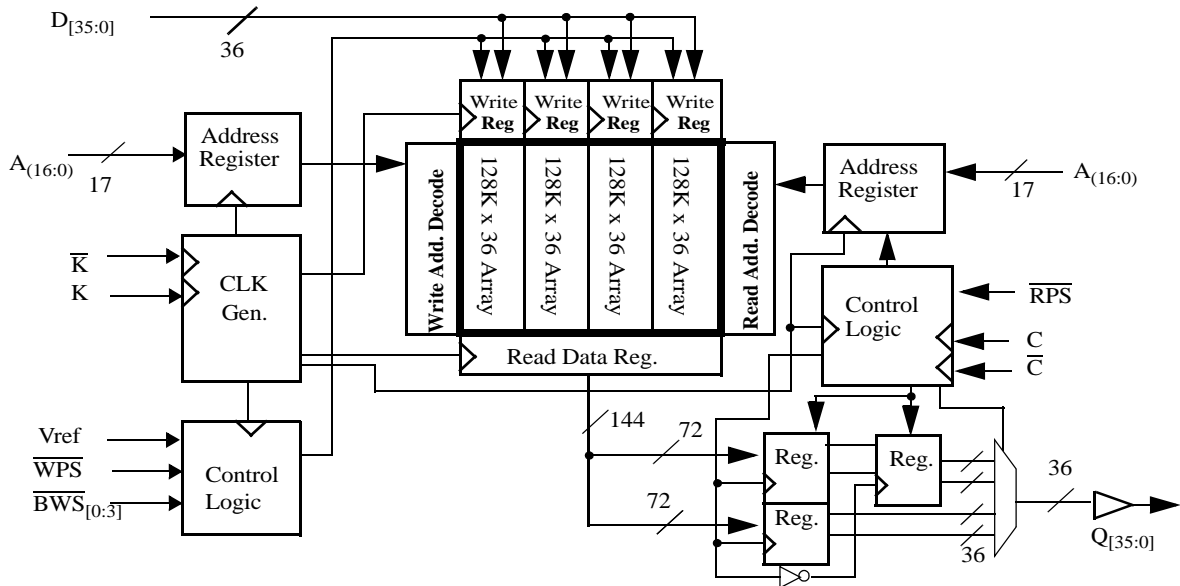 D[35:0]
36
Write Reg
Write Reg
Write Reg
Write Reg
A(16:0)
17
Address
Register
Write Add. Decode
128K x 36 Array
128K x 36 Array
128K x 36 Array
128K x 36 Array
Read Add. Decode
Address
Register
17
A(16:0)
K̅
K
CLK
Gen.
Control
Logic
R̅P̅S̅
C
C̅
Read Data Reg.
Vref
W̅P̅S̅
B̅W̅S̅[0:3]
Control
Logic
144
72
72
Reg.
Reg.
Reg.
36
36
Q[35:0]